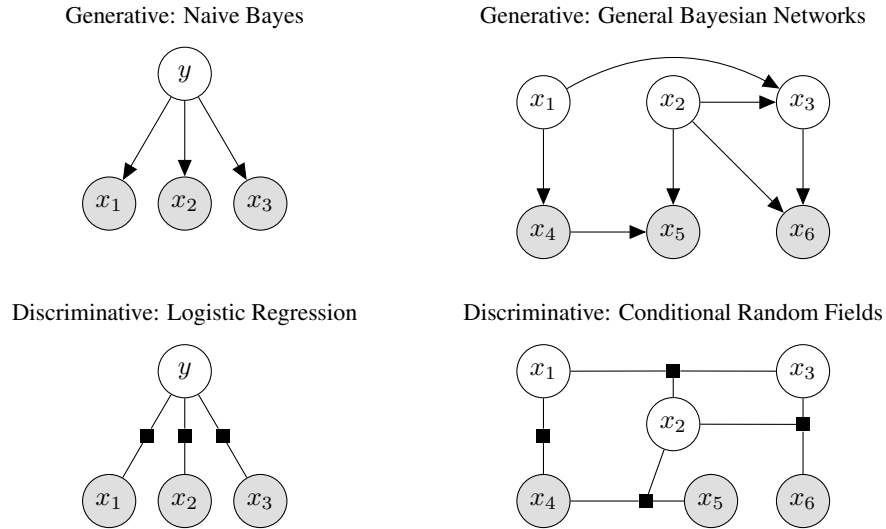 Generative: Naive Bayes
y
x₁ x₂ x₃
Generative: General Bayesian Networks
x₁ x₂ x₃
x₄ x₅ x₆
Discriminative: Logistic Regression
y
x₁ x₂ x₃
Discriminative: Conditional Random Fields
x₁ x₃
x₂
x₄ x₅ x₆